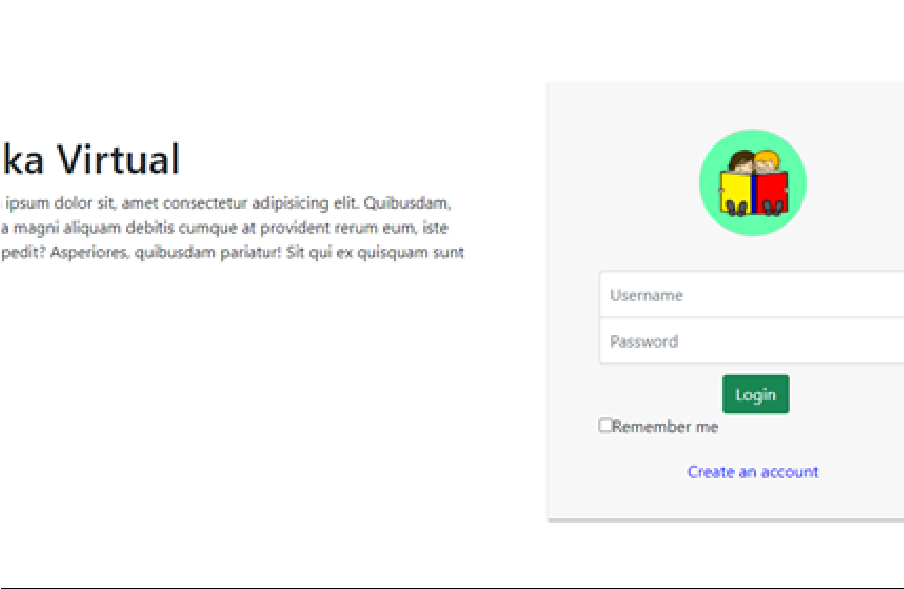 ka Virtual
ipsum dolor sit, amet consectetur adipisicing elit. Quibusdam,
a magni aliquam debitis cumque at provident rerum eum, iste
pedit? Asperiores, quibusdam pariatur! Sit qui ex quisquam sunt
Username
Password
Login
Remember me
Create an account